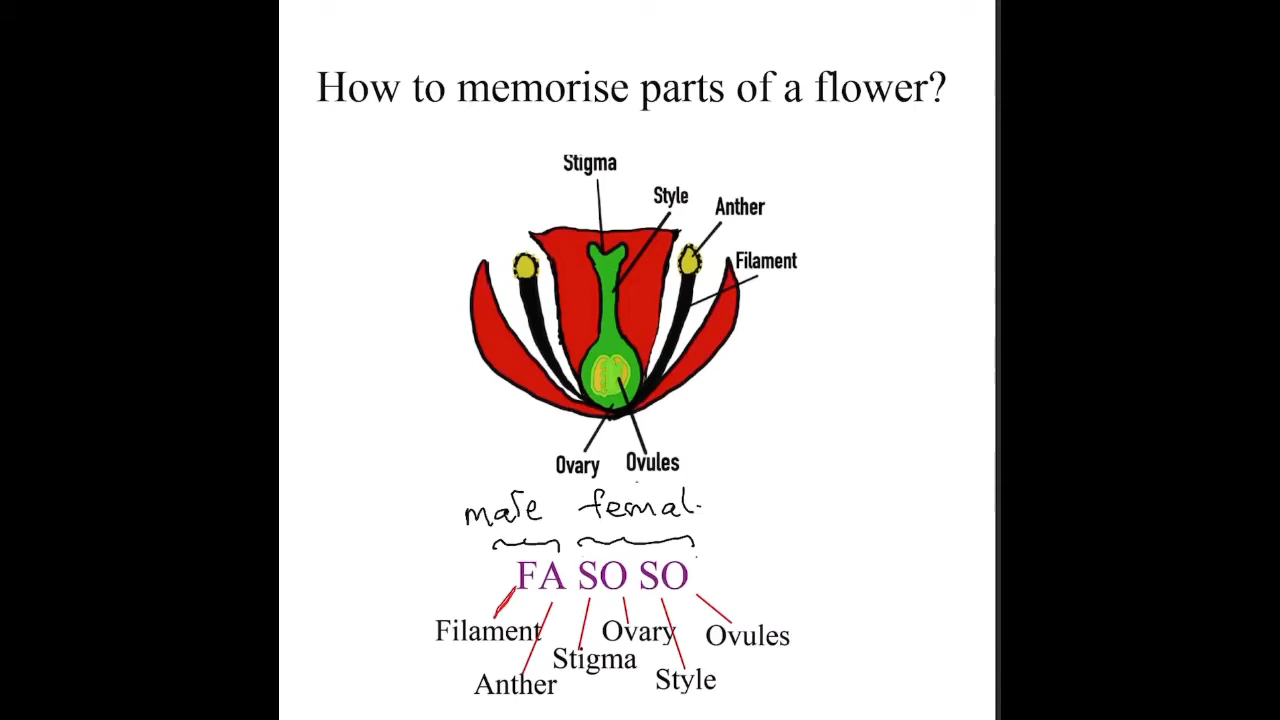 How to memorise parts of a flower?
Stigma
Style
Anther
Filament
Ovary Ovules
male femal.
FA SO SO
Filament Ovary Ovules
Stigma
Anther Style